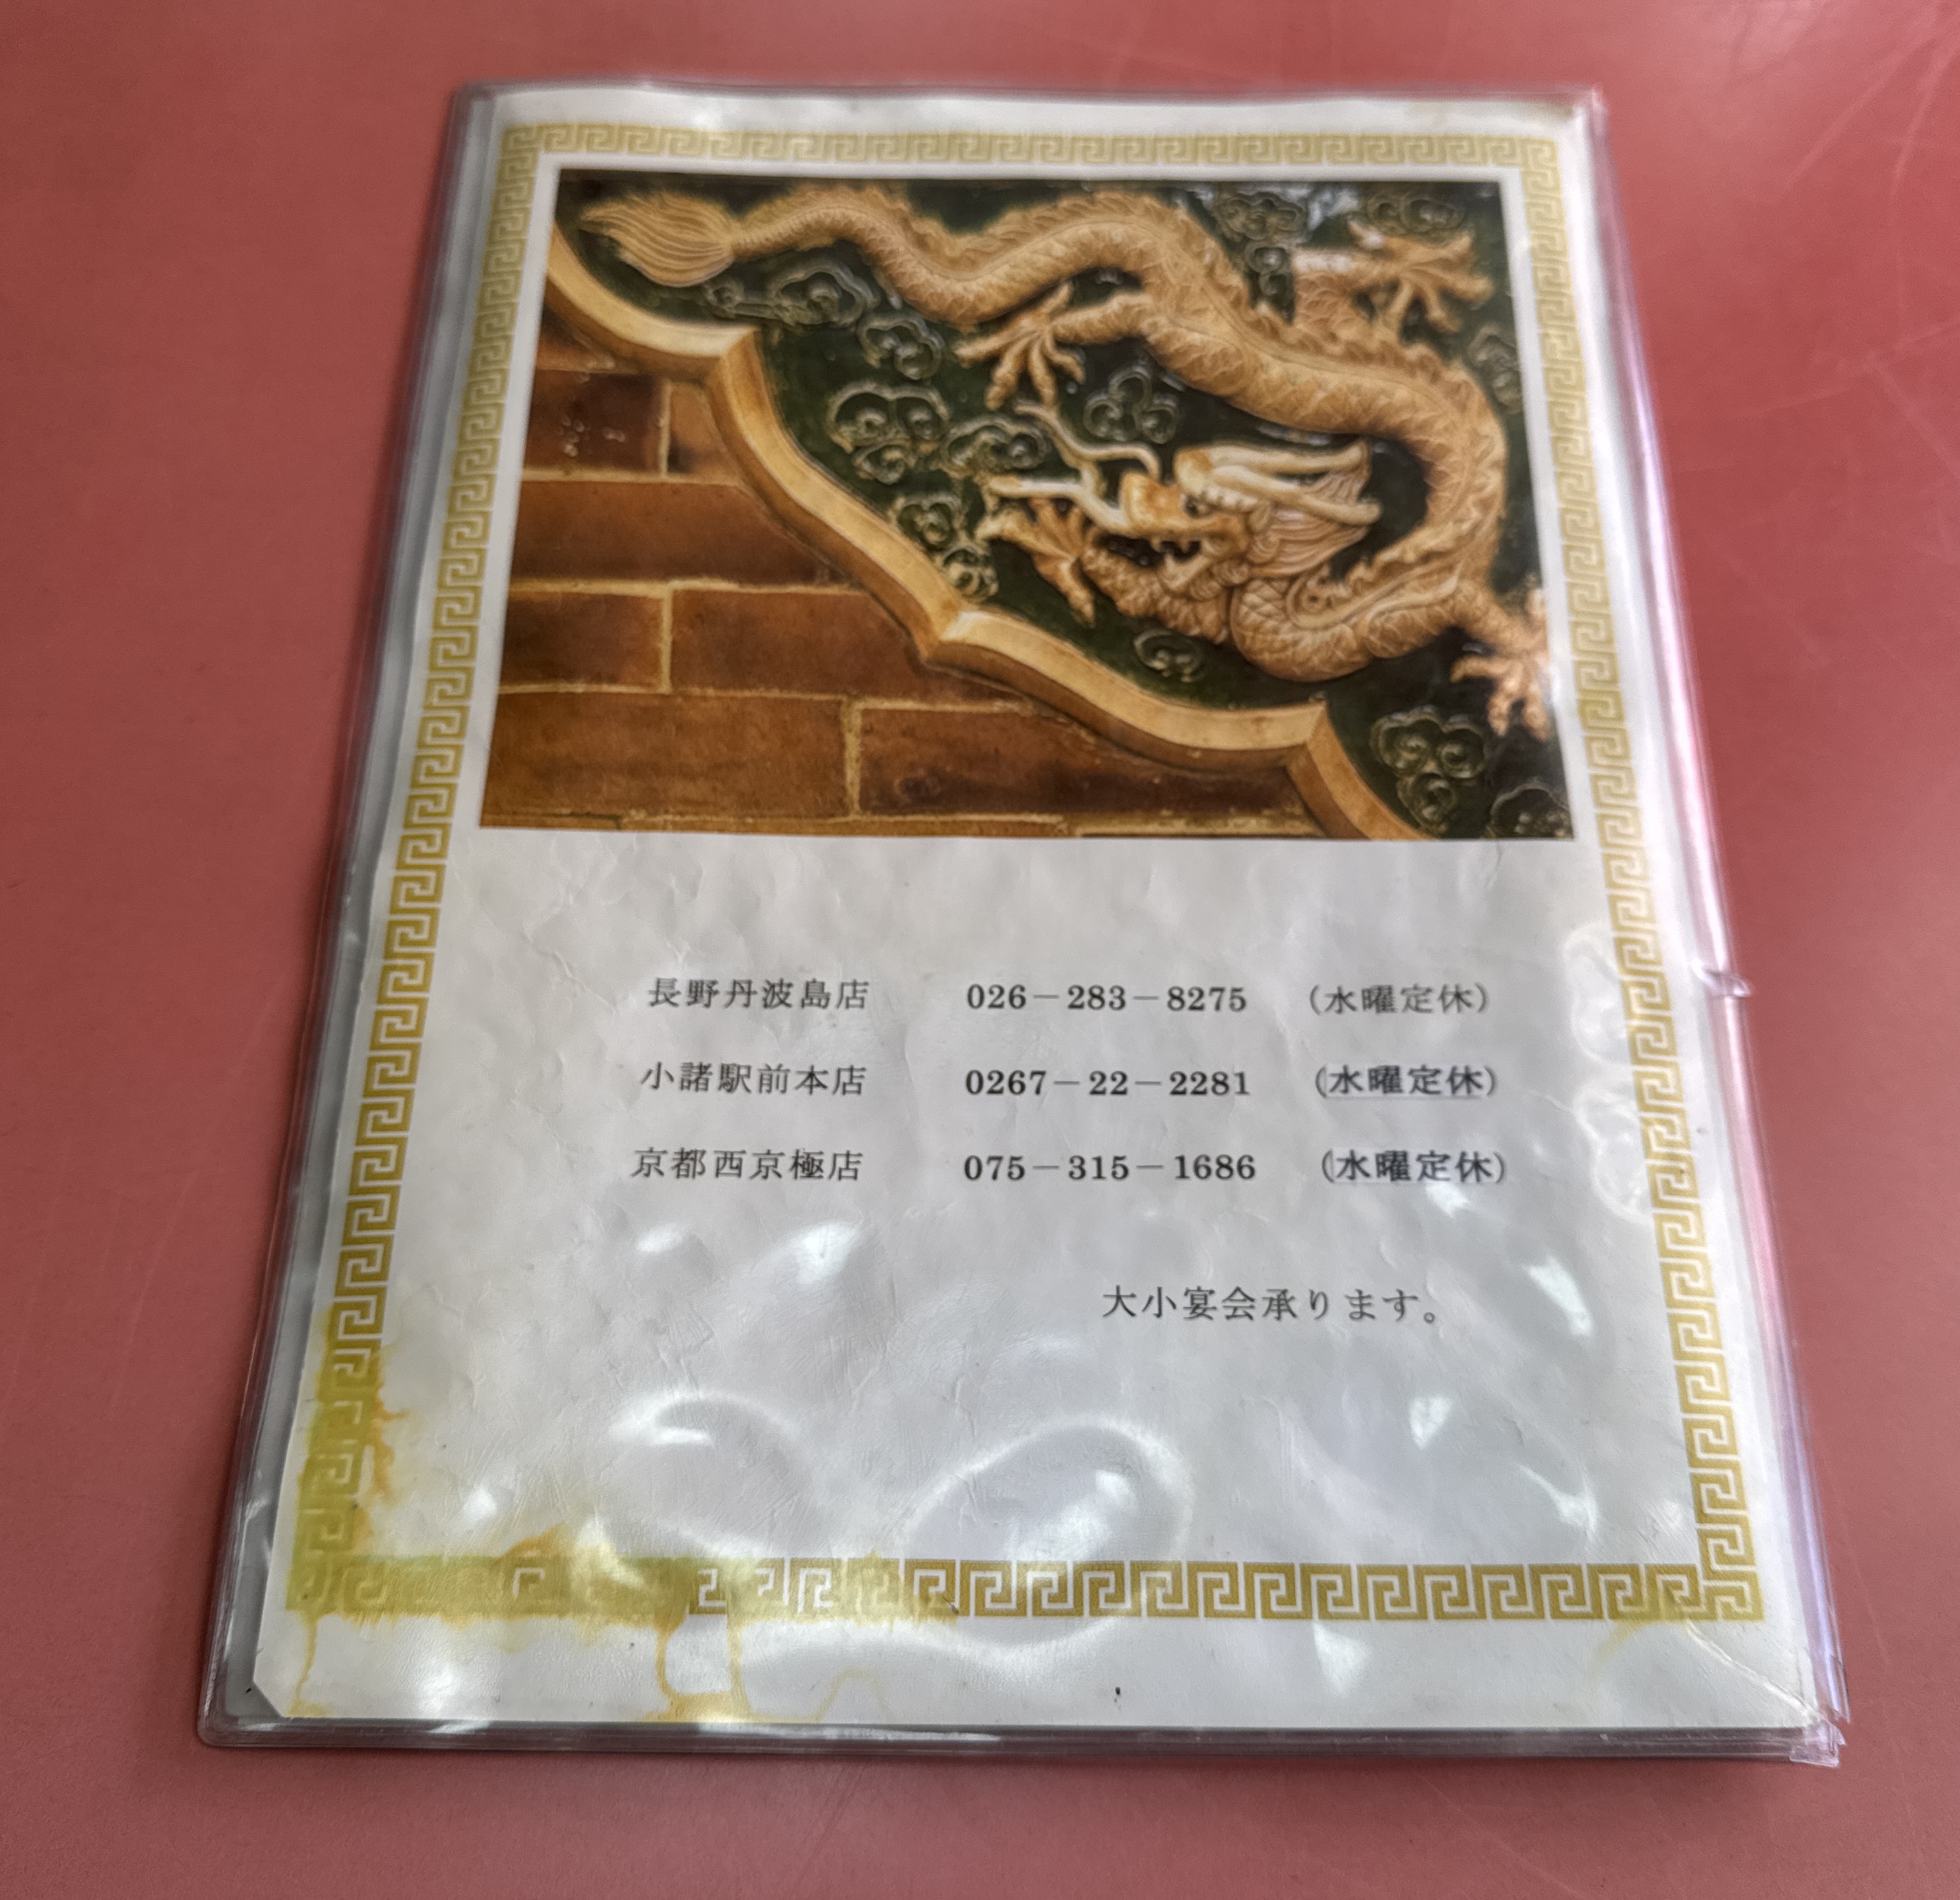 長野丹波島店 026－283－8275 （水曜定休）
小諸駅前本店 0267－22－2281 （水曜定休）
京都西京極店 075－315－1686 （水曜定休）
大小宴会承ります。